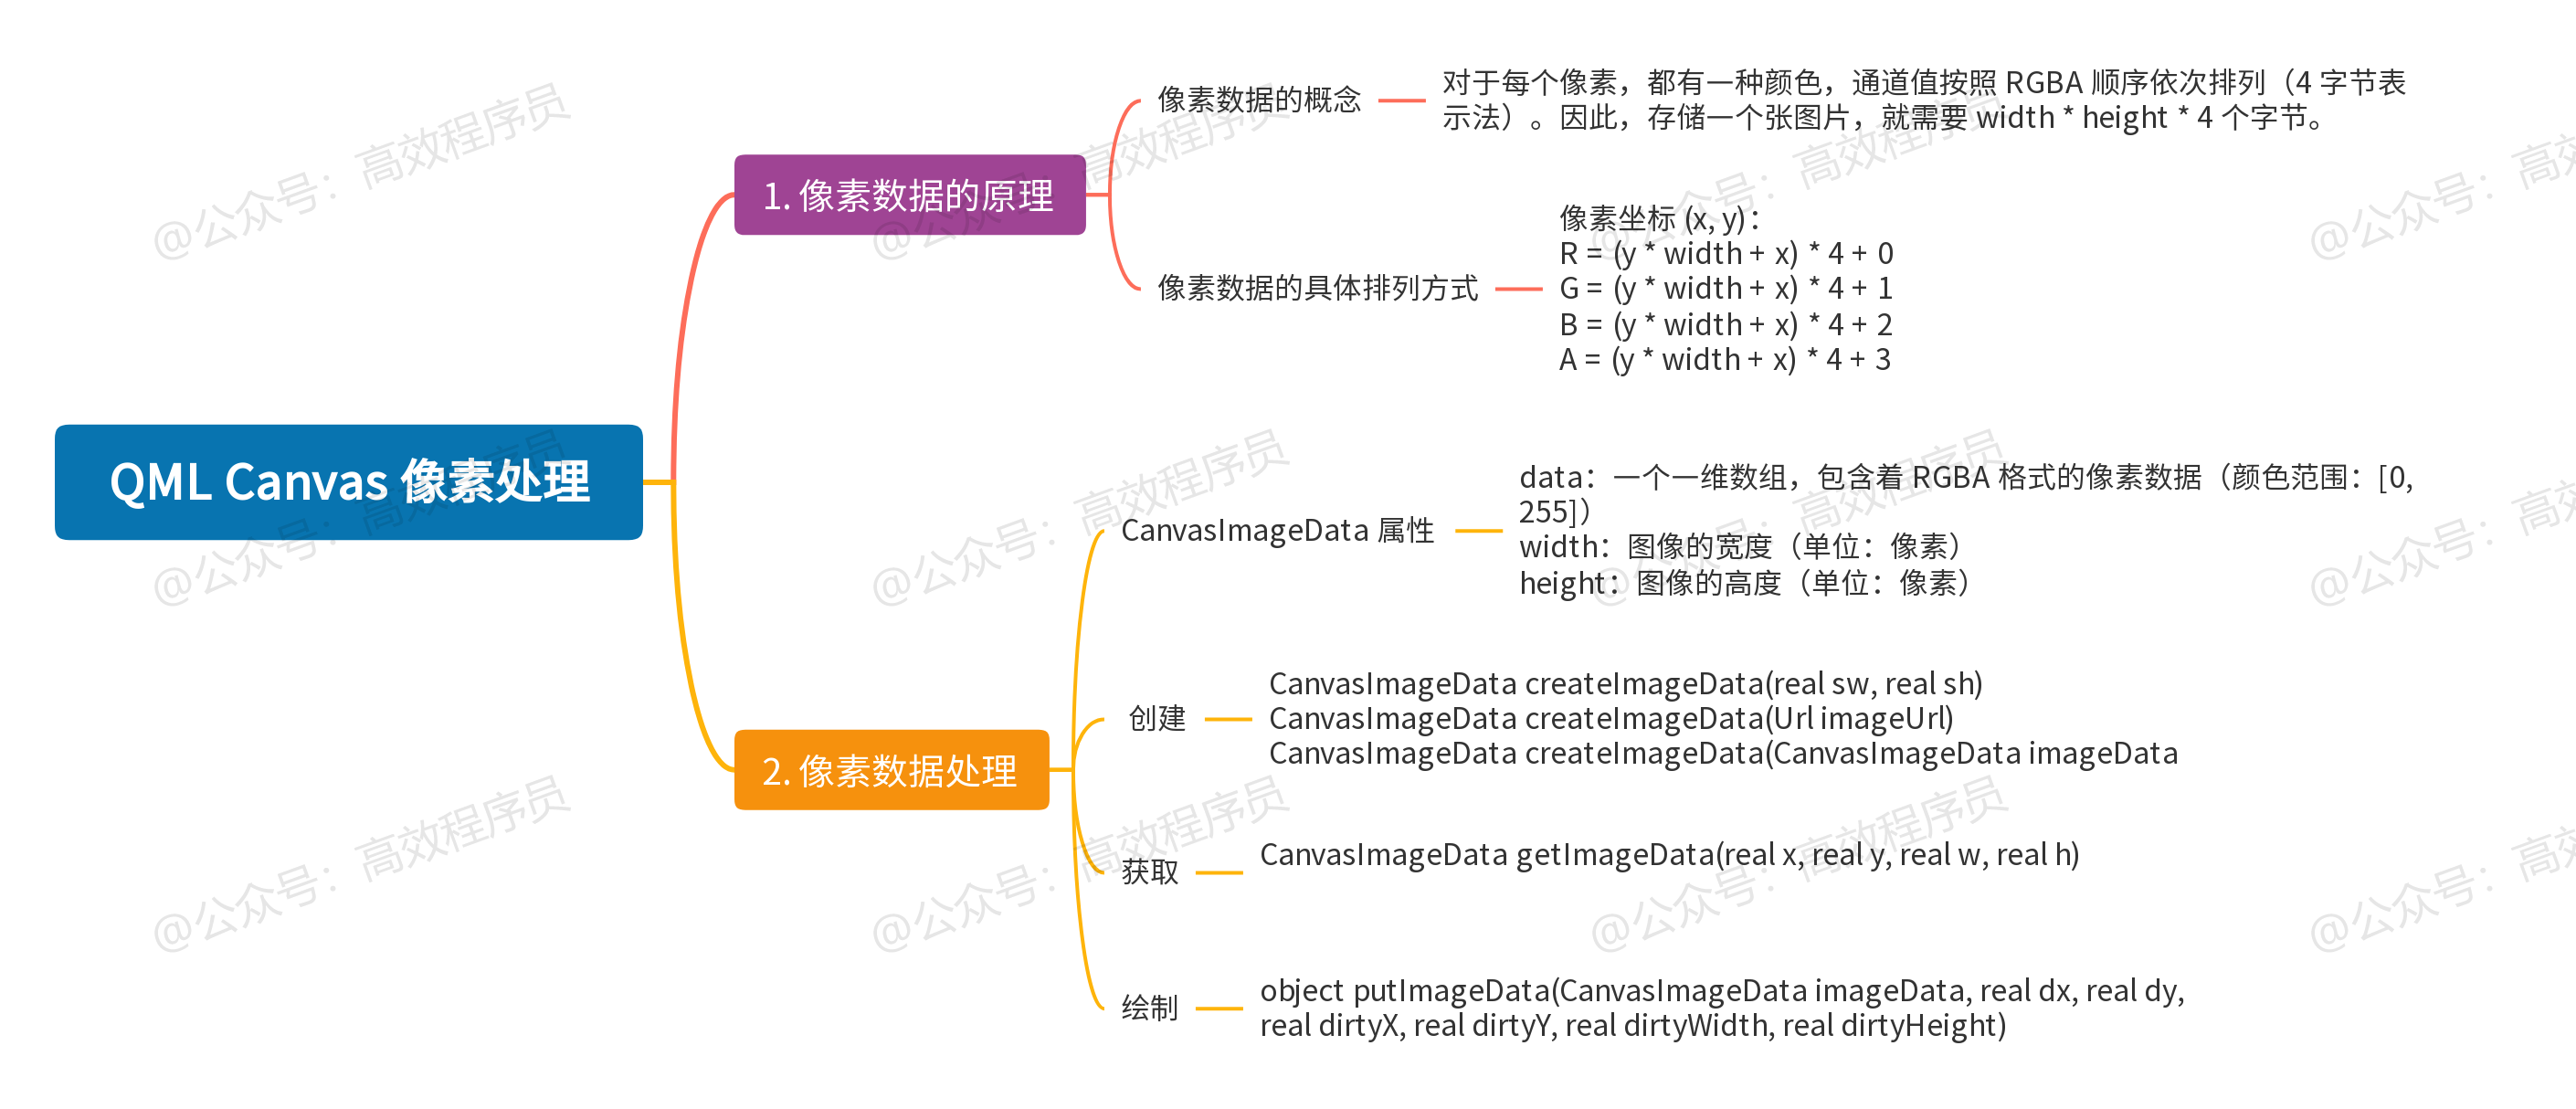 QML Canvas 像素处理
1. 像素数据的原理
像素数据的概念
对于每个像素，都有一种颜色，通道值按照 RGBA 顺序依次排列（4 字节表
示法）。因此，存储一个张图片，就需要 width * height * 4 个字节。
像素数据的具体排列方式
像素坐标 (x, y)：
R = (y * width + x) * 4 + 0
G = (y * width + x) * 4 + 1
B = (y * width + x) * 4 + 2
A = (y * width + x) * 4 + 3
2. 像素数据处理
CanvasImageData 属性
data：一个一维数组，包含着 RGBA 格式的像素数据（颜色范围：[0,
255]）
width：图像的宽度（单位：像素）
height：图像的高度（单位：像素）
创建
CanvasImageData createImageData(real sw, real sh)
CanvasImageData createImageData(Url imageUrl)
CanvasImageData createImageData(CanvasImageData imageData
获取
CanvasImageData getImageData(real x, real y, real w, real h)
绘制
object putImageData(CanvasImageData imageData, real dx, real dy,
real dirtyX, real dirtyY, real dirtyWidth, real dirtyHeight)
@公众号：高效程序员
@公众号：高效程序员
@公众号：高效程序员
@公众号：高效
@公众号：高效程序员
@公众号：高效程序员
@公众号：高效程序员
@公众号：高效
@公众号：高效程序员
@公众号：高效程序员
@公众号：高效程序员
@公众号：高效